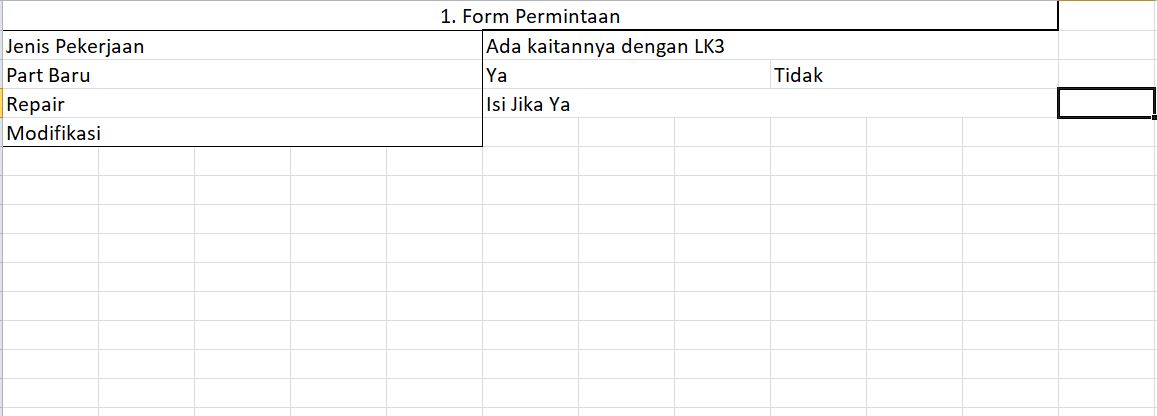 1. Form Permintaan
Jenis Pekerjaan Ada kaitannya dengan LK3
Part Baru Ya Tidak
Repair Isi Jika Ya
Modifikasi